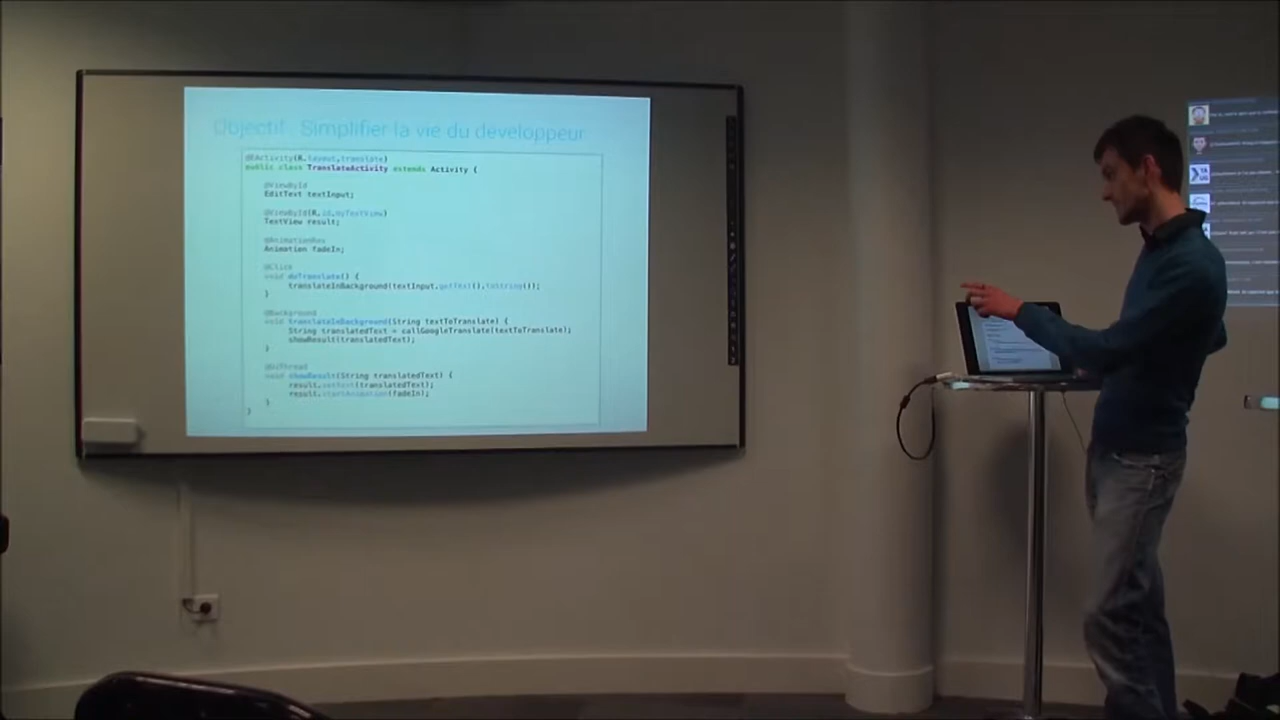 Objectif : Simplifier la vie du développeur
@EActivity(R.layout.translate)
public class TranslateActivity extends Activity {
@ViewById
EditText textInput;
@ViewById(R.id.myTextView)
TextView result;
@AnimationRes
Animation fadeIn;
@Click
void doTranslate() {
translateInBackground(textInput.getText().toString());
}
@Background
void translateInBackground(String textToTranslate) {
String translatedText = callGoogleTranslate(textToTranslate);
showResult(translatedText);
}
@UiThread
void showResult(String translatedText) {
result.setText(translatedText);
result.startAnimation(fadeIn);
}
}